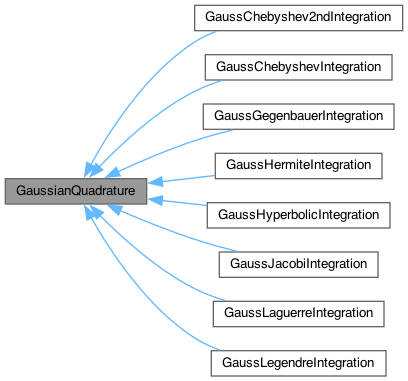 GaussChebyshev2ndIntegration
GaussChebyshevIntegration
GaussGegenbauerIntegration
GaussHermiteIntegration
GaussianQuadrature
GaussHyperbolicIntegration
GaussJacobiIntegration
GaussLaguerreIntegration
GaussLegendreIntegration